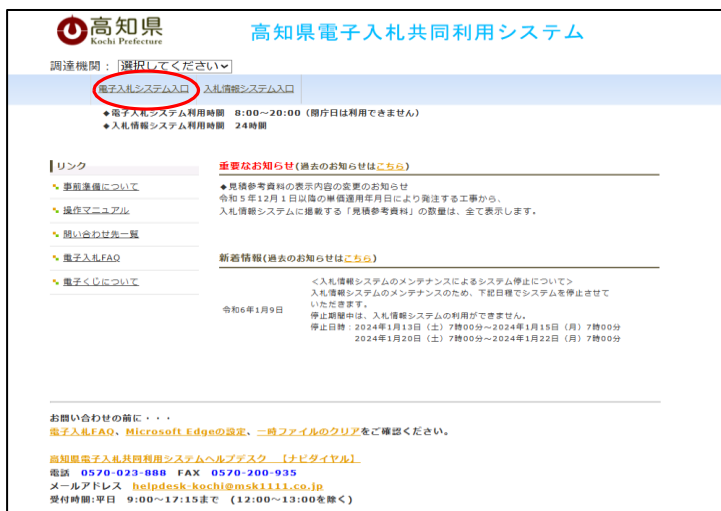 高知県
Kochi Prefecture
高知県電子入札共同利用システム
調達機関： 選択してください
電子入札システム入口 入札情報システム入口
◆電子入札システム利用時間 8:00～20:00（閉庁日は利用できません）
◆入札情報システム利用時間 24時間
リンク
事前準備について
操作マニュアル
問い合わせ先一覧
電子入札FAQ
電子くじについて
重要なお知らせ(過去のお知らせはこちら)
◆見積参考資料の表示内容の変更のお知らせ
令和５年12月１日以降の単価適用年月日により発注する工事から、
入札情報システムに掲載する「見積参考資料」の数量は、全て表示します。
新着情報(過去のお知らせはこちら)
令和6年1月9日
＜入札情報システムのメンテナンスによるシステム停止について＞
入札情報システムのメンテナンスのため、下記日程でシステムを停止させて
いただきます。
停止期間中は、入札情報システムの利用ができません。
停止日時：2024年1月13日（土）7時00分～2024年1月15日（月）7時00分
2024年1月20日（土）7時00分～2024年1月22日（月）7時00分
お問い合わせの前に・・・
電子入札FAQ、Microsoft Edgeの設定、一時ファイルのクリアをご確認ください。
高知県電子入札共同利用システムヘルプデスク 【ナビダイヤル】
電話 0570-023-888 FAX 0570-200-935
メールアドレス helpdesk-kochi@msk1111.co.jp
受付時間:平日 9:00～17:15まで (12:00～13:00を除く)